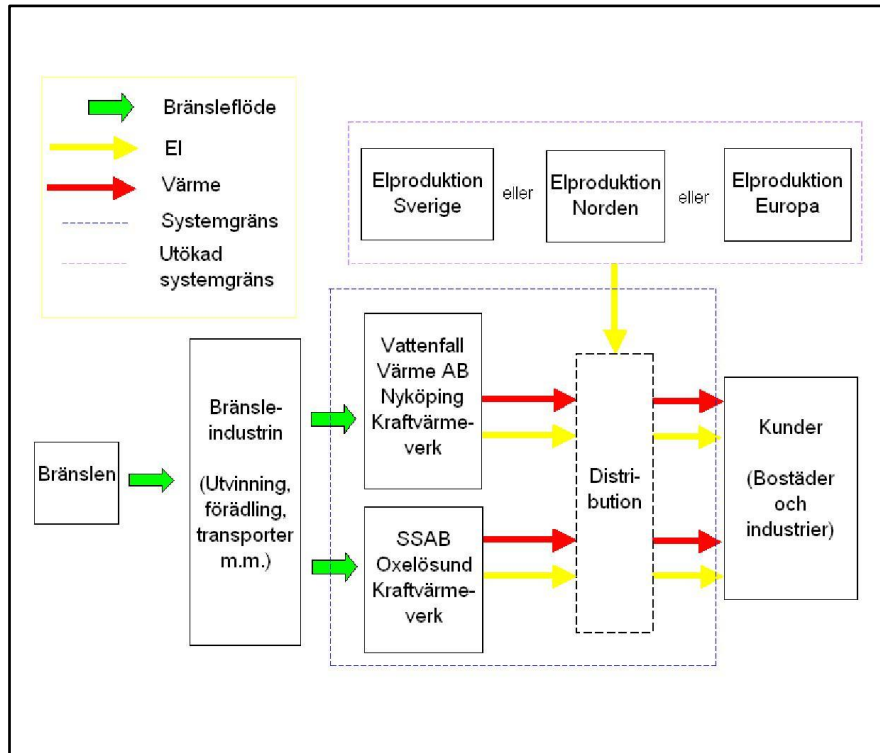 Bränsleflöde
El
Värme
Systemgräns
Utökad
systemgräns
Elproduktion
Sverige
eller
Elproduktion
Norden
eller
Elproduktion
Europa
Bränslen
Bränsle-
industrin
(Utvinning,
förädling,
transporter
m.m.)
Vattenfall
Värme AB
Nyköping
Kraftvärme-
verk
SSAB
Oxelösund
Kraftvärme-
verk
Distri-
bution
Kunder
(Bostäder
och
industrier)